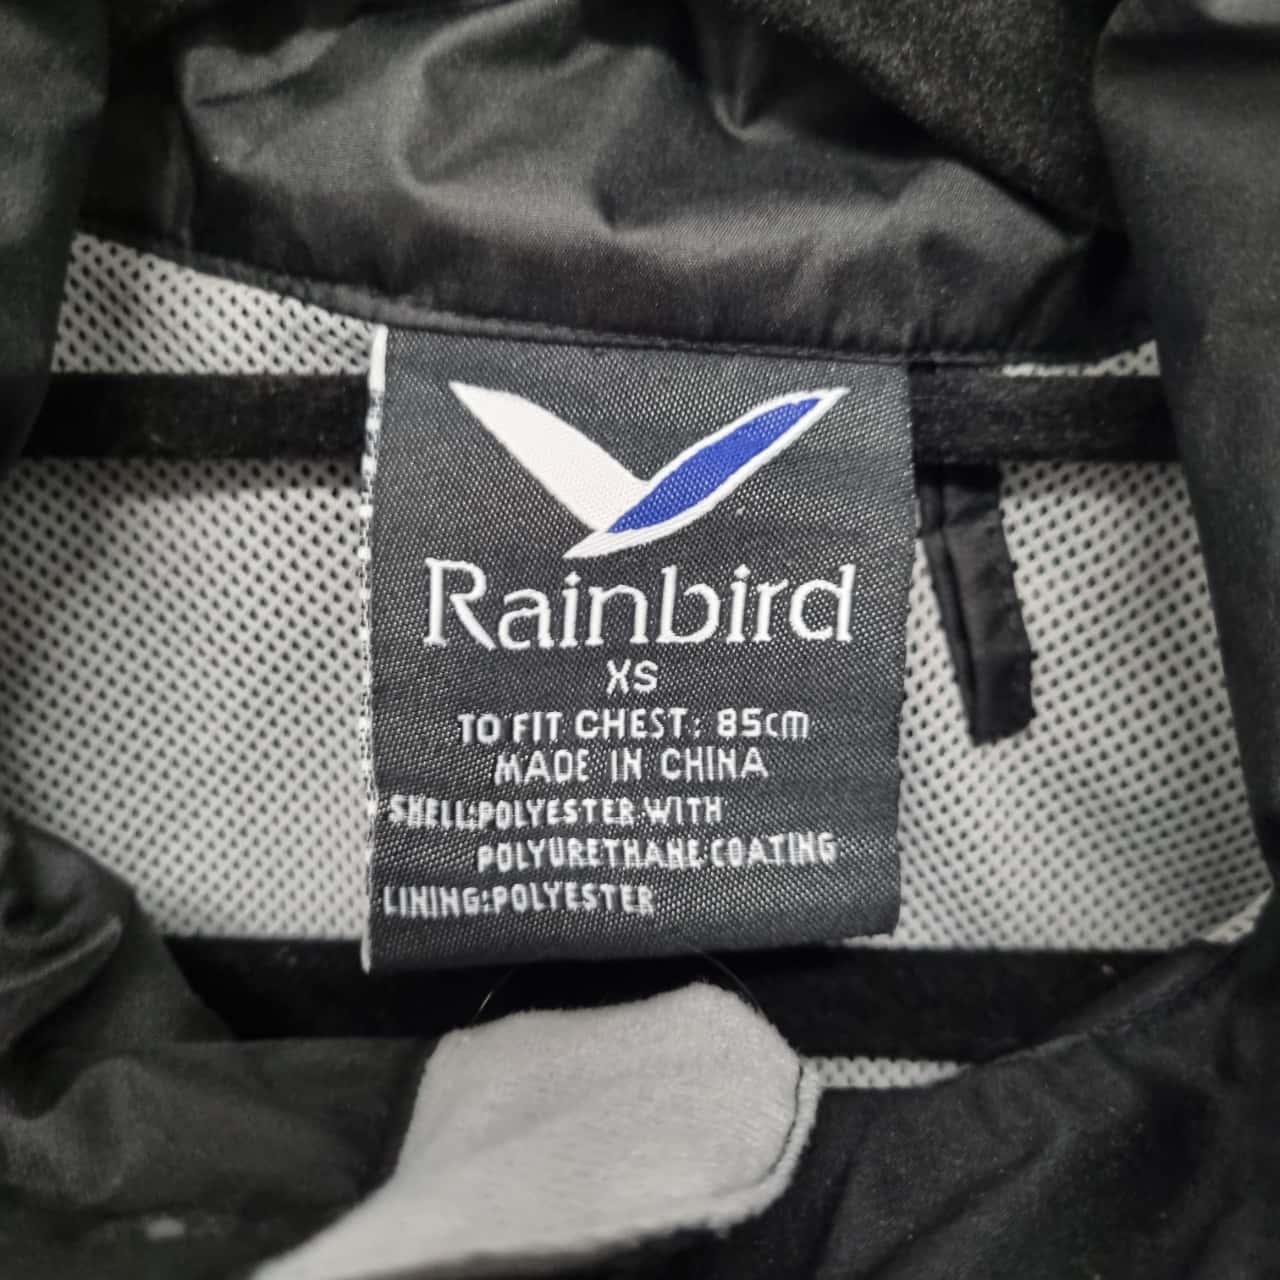 Rainbird
XS
TO FIT CHEST: 85cm
MADE IN CHINA
SHELL:POLYESTER WITH
POLYURETHANE COATING
LINING:POLYESTER